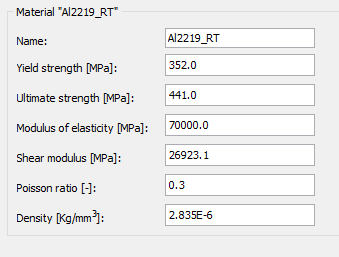 Material "Al2219_RT"
Name: Al2219_RT
Yield strength [MPa]: 352.0
Ultimate strength [MPa]: 441.0
Modulus of elasticity [MPa]: 70000.0
Shear modulus [MPa]: 26923.1
Poisson ratio [-]: 0.3
Density [Kg/mm³]: 2.835E-6